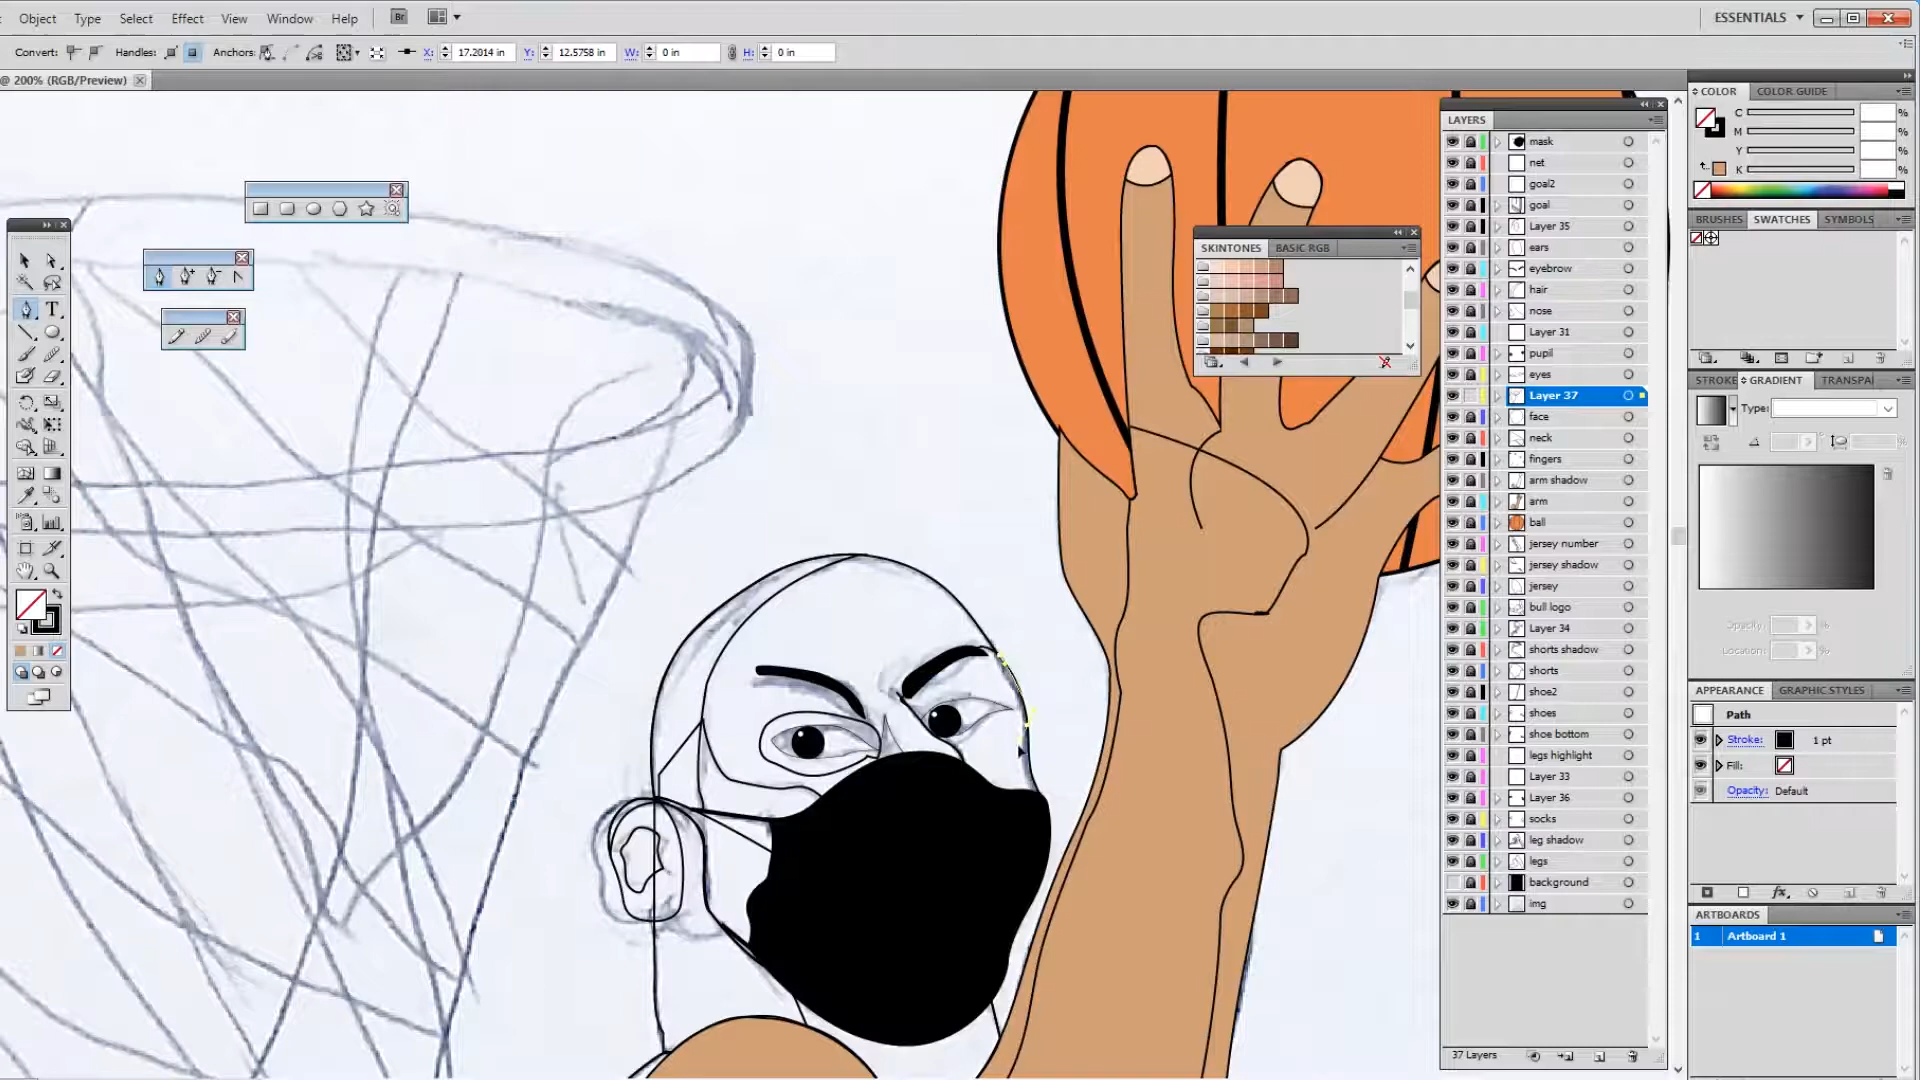 Object Type Select Effect View Window Help Br ESSENTIALS
Convert: Handles: Anchors: X: 17.2014 in Y: 12.5758 in W: 0 in H: 0 in
@ 200% (RGB/Preview)
COLOR COLOR GUIDE
C %
M %
Y %
K %
BRUSHES SWATCHES SYMBOLS
STROKE GRADIENT TRANSPA
Type:
Opacity: %
Location: %
APPEARANCE GRAPHIC STYLES
Path
Stroke: 1 pt
Fill:
Opacity: Default
fx
ARTBOARDS
1 Artboard 1
SKINTONES BASIC RGB
T
LAYERS
mask
net
goal2
goal
Layer 35
ears
eyebrow
hair
nose
Layer 31
pupil
eyes
Layer 37
face
neck
fingers
arm shadow
arm
ball
jersey number
jersey shadow
jersey
bull logo
Layer 34
shorts shadow
shorts
shoe2
shoes
shoe bottom
legs highlight
Layer 33
Layer 36
socks
leg shadow
legs
background
img
37 Layers